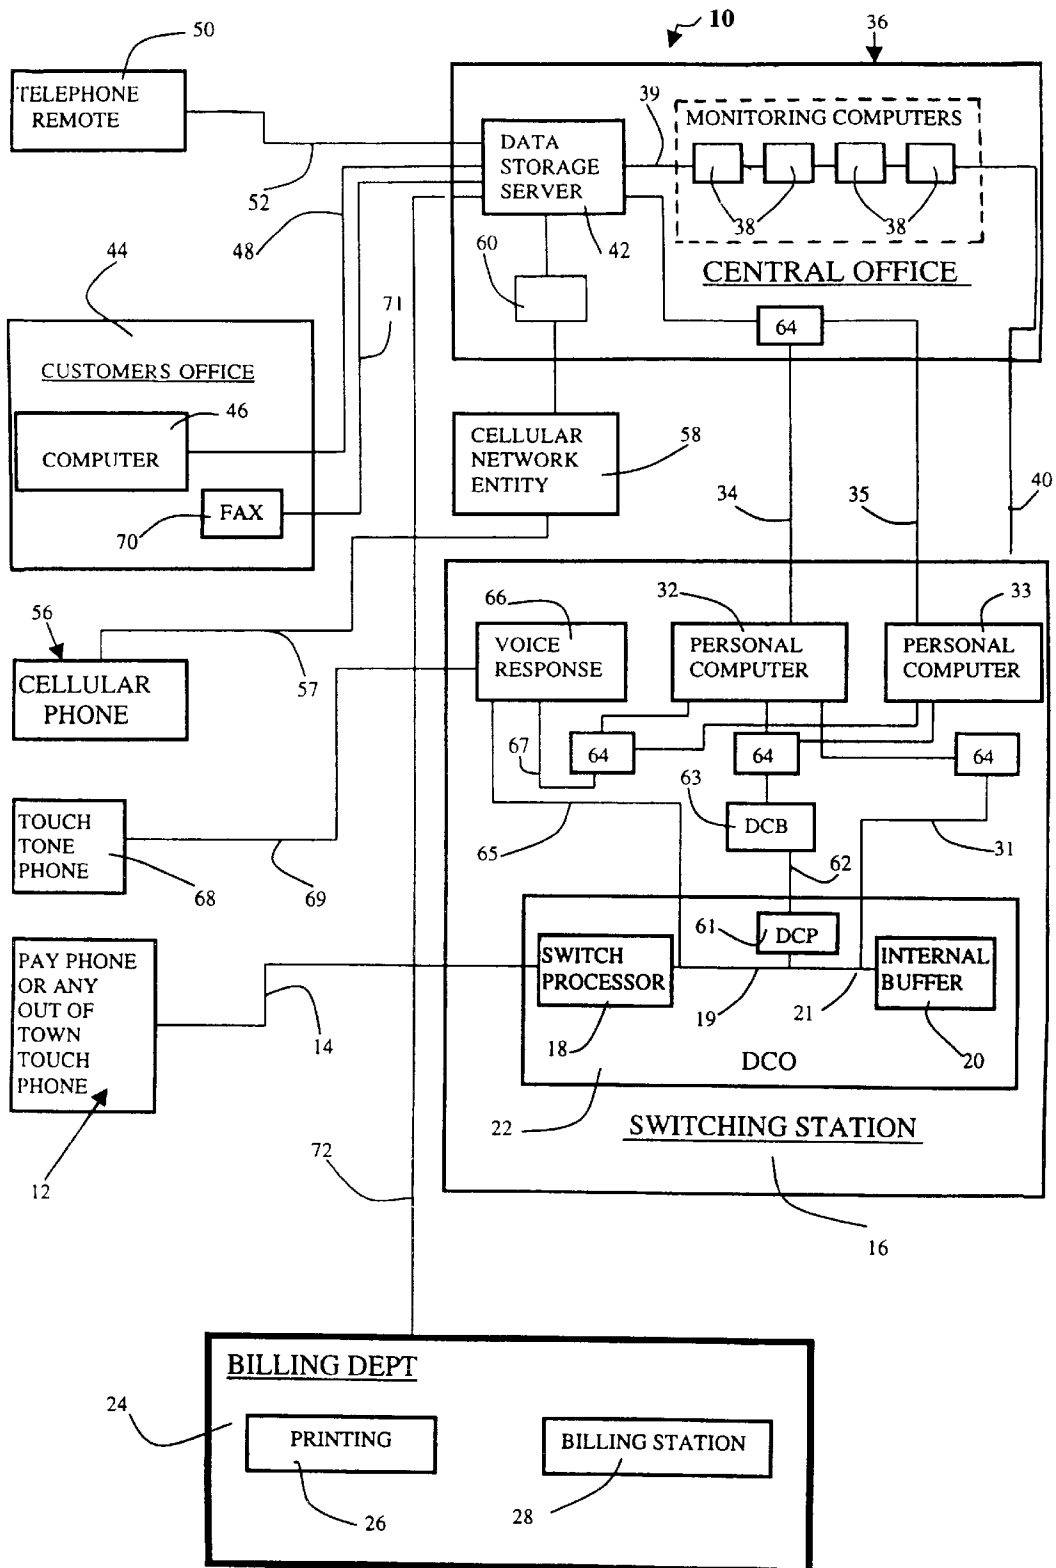 10
36
50
TELEPHONE
REMOTE
52
DATA
STORAGE
SERVER
42
39
MONITORING COMPUTERS
38
38
CENTRAL OFFICE
48
60
64
44
71
CUSTOMERS OFFICE
46
COMPUTER
FAX
70
CELLULAR
NETWORK
ENTITY
58
34
35
40
56
CELLULAR
PHONE
57
66
VOICE
RESPONSE
32
PERSONAL
COMPUTER
33
PERSONAL
COMPUTER
67
64
64
64
63
DCB
65
62
31
TOUCH
TONE
PHONE
68
69
61
DCP
SWITCH
PROCESSOR
INTERNAL
BUFFER
18
19
21
20
DCO
22
SWITCHING STATION
16
PAY PHONE
OR ANY
OUT OF
TOWN
TOUCH
PHONE
14
12
72
BILLING DEPT
24
PRINTING
26
BILLING STATION
28